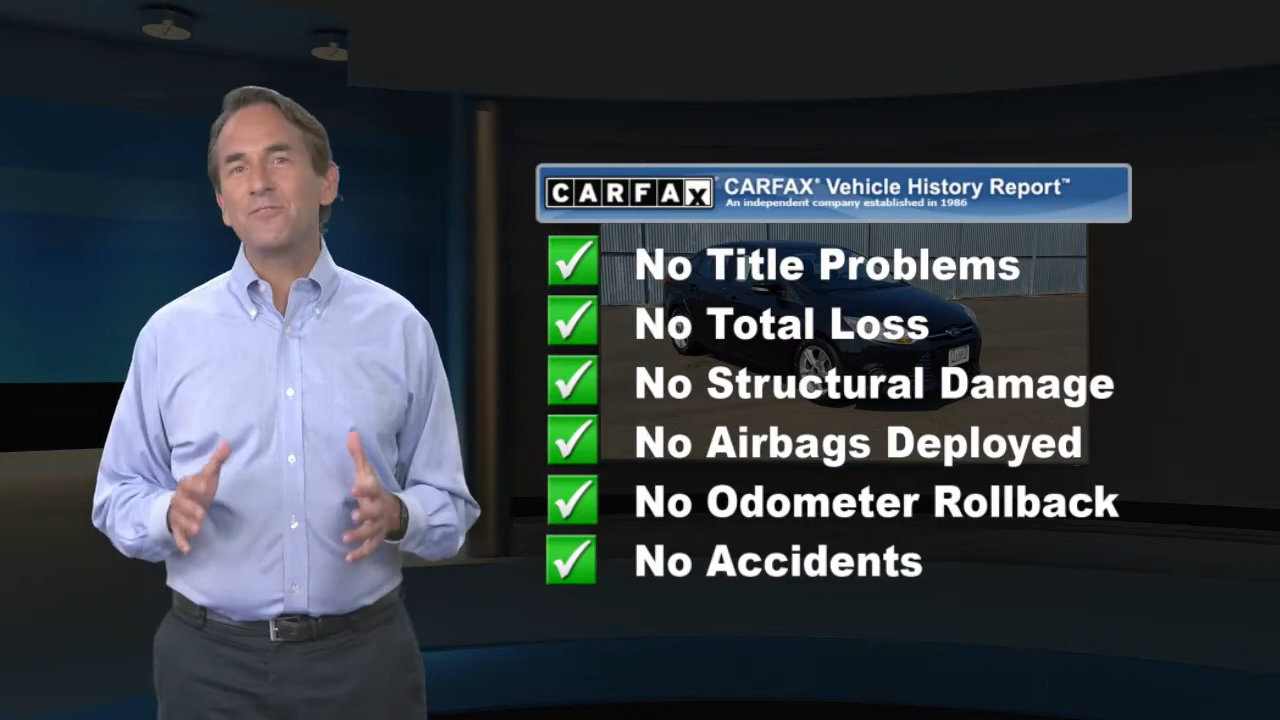 CARFAX
CARFAX® Vehicle History Report™
An independent company established in 1986
No Title Problems
No Total Loss
No Structural Damage
No Airbags Deployed
No Odometer Rollback
No Accidents